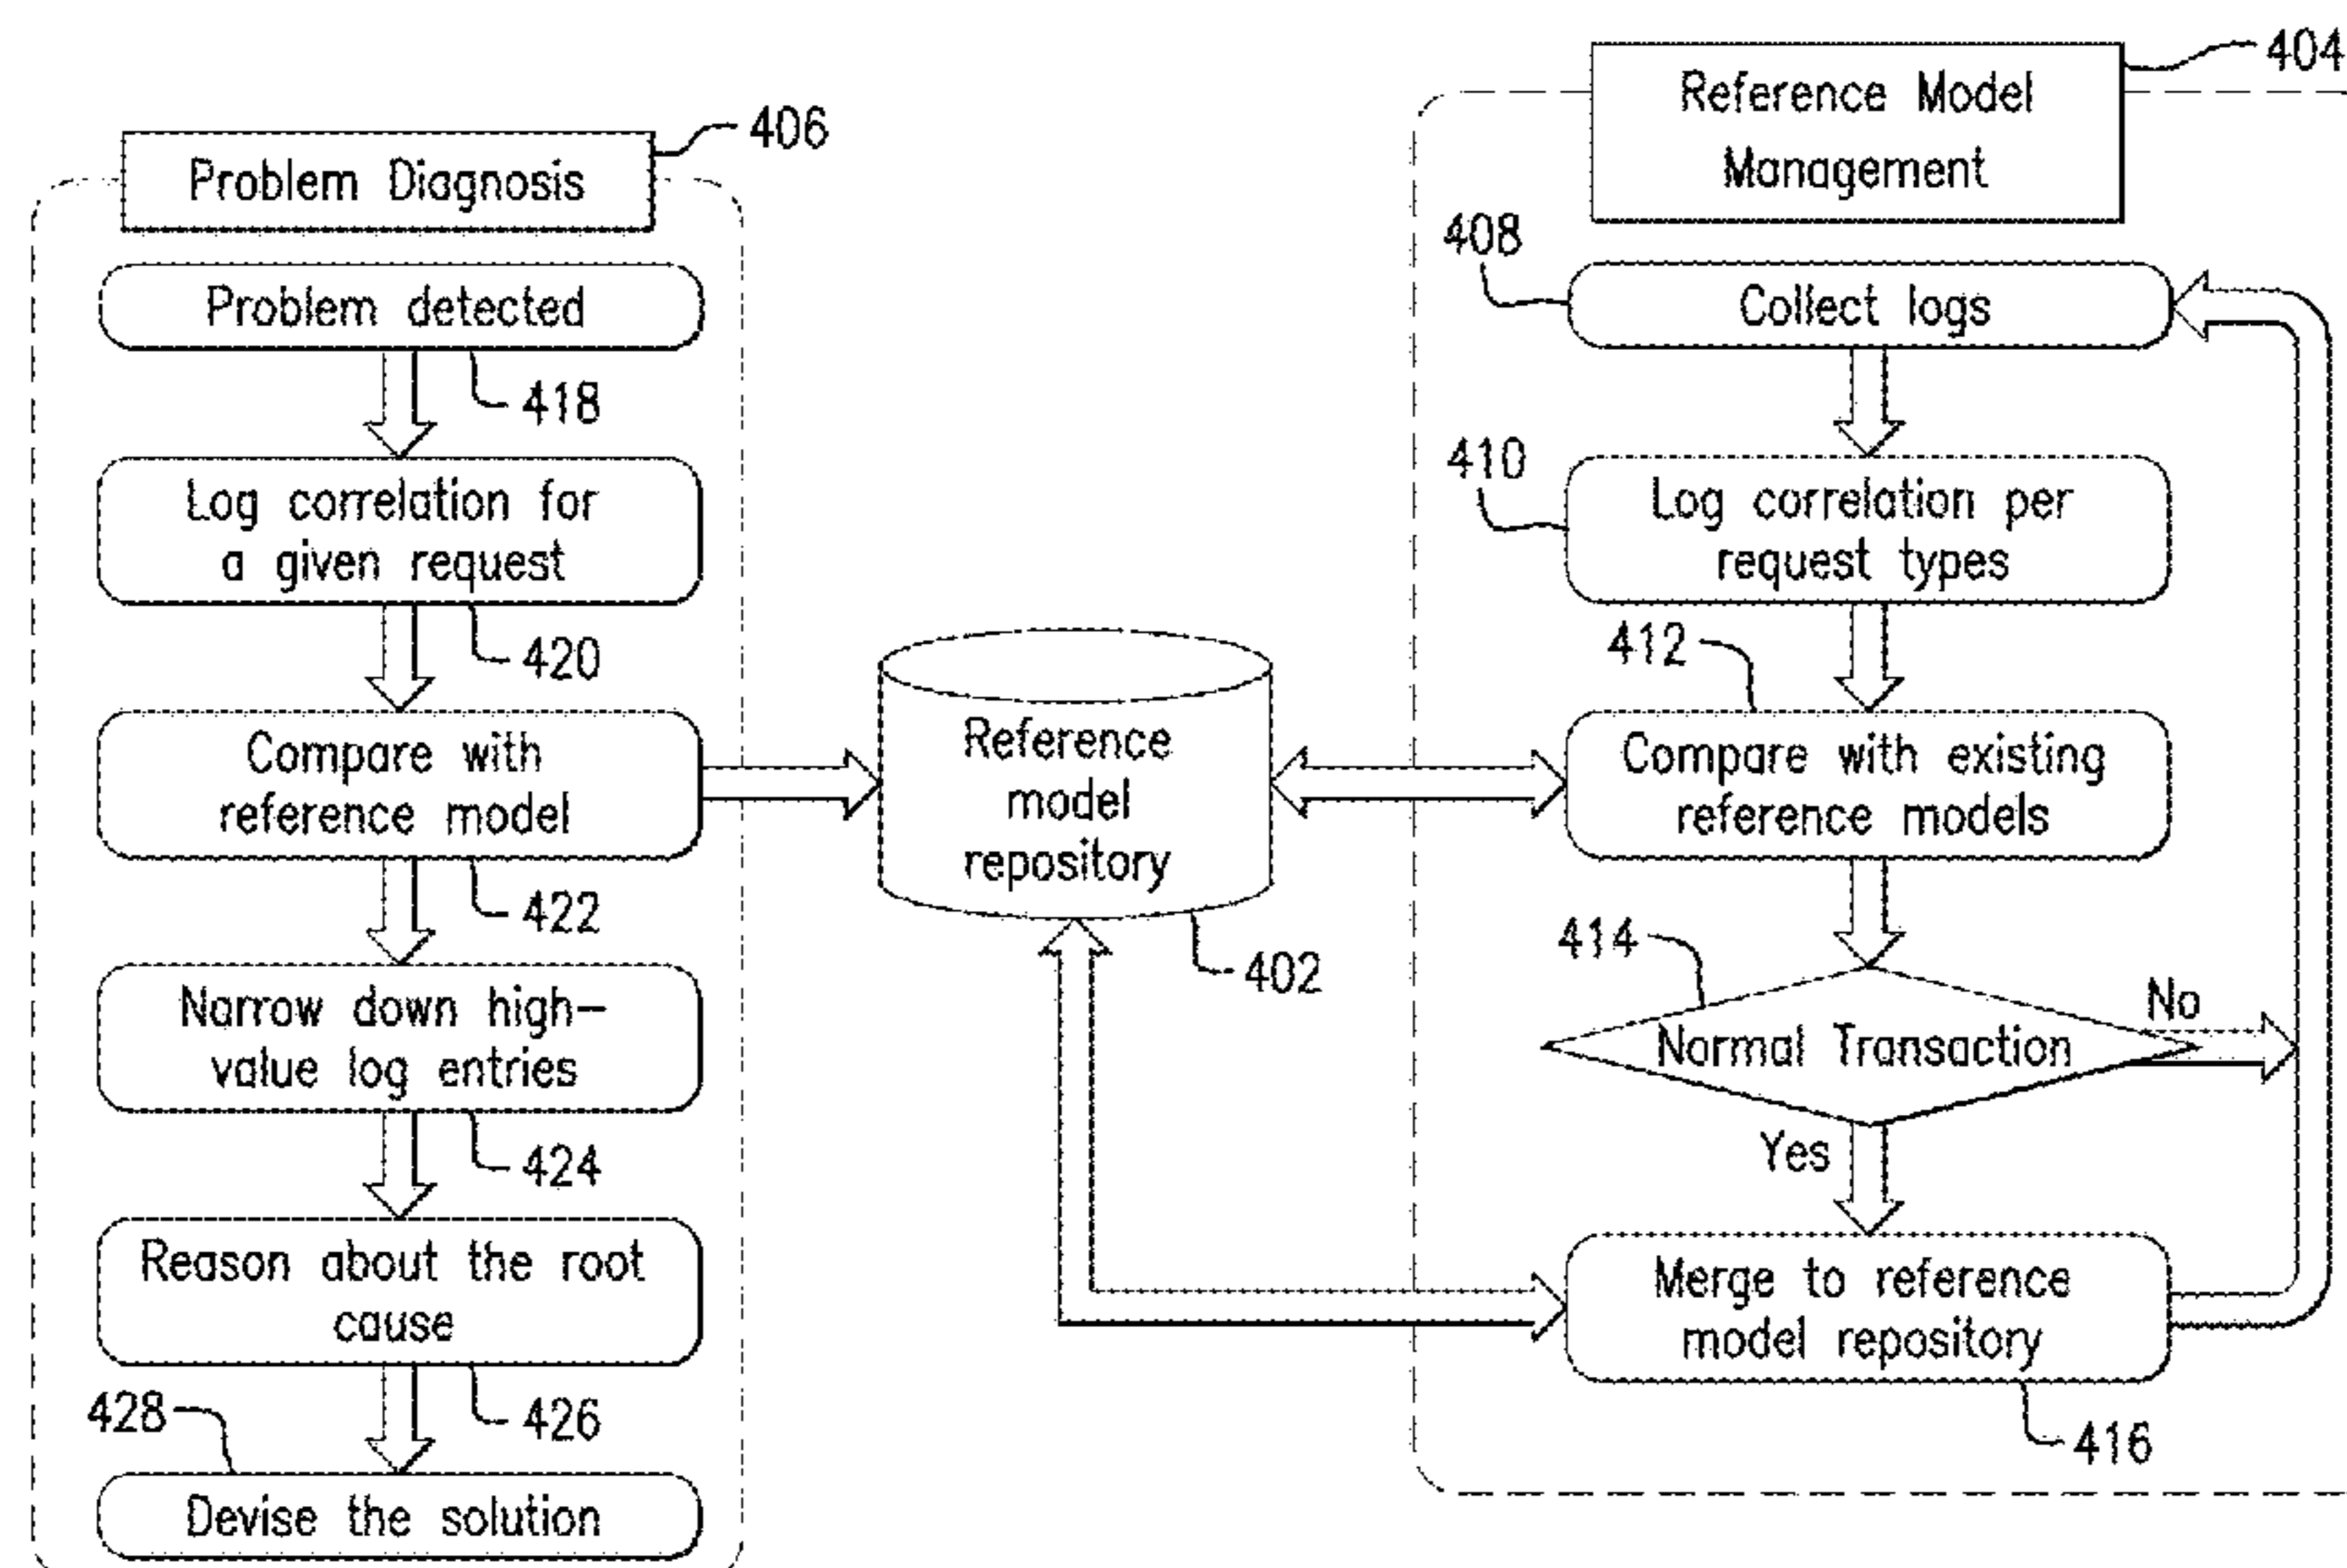 406
Problem Diagnosis
Problem detected
418
Log correlation for
a given request
420
Compare with
reference model
422
Narrow down high-
value log entries
424
Reason about the root
cause
426
428
Devise the solution
Reference
model
repository
402
404
Reference Model
Management
408
Collect logs
410
Log correlation per
request types
412
Compare with existing
reference models
414
Normal Transaction
No
Yes
Merge to reference
model repository
416